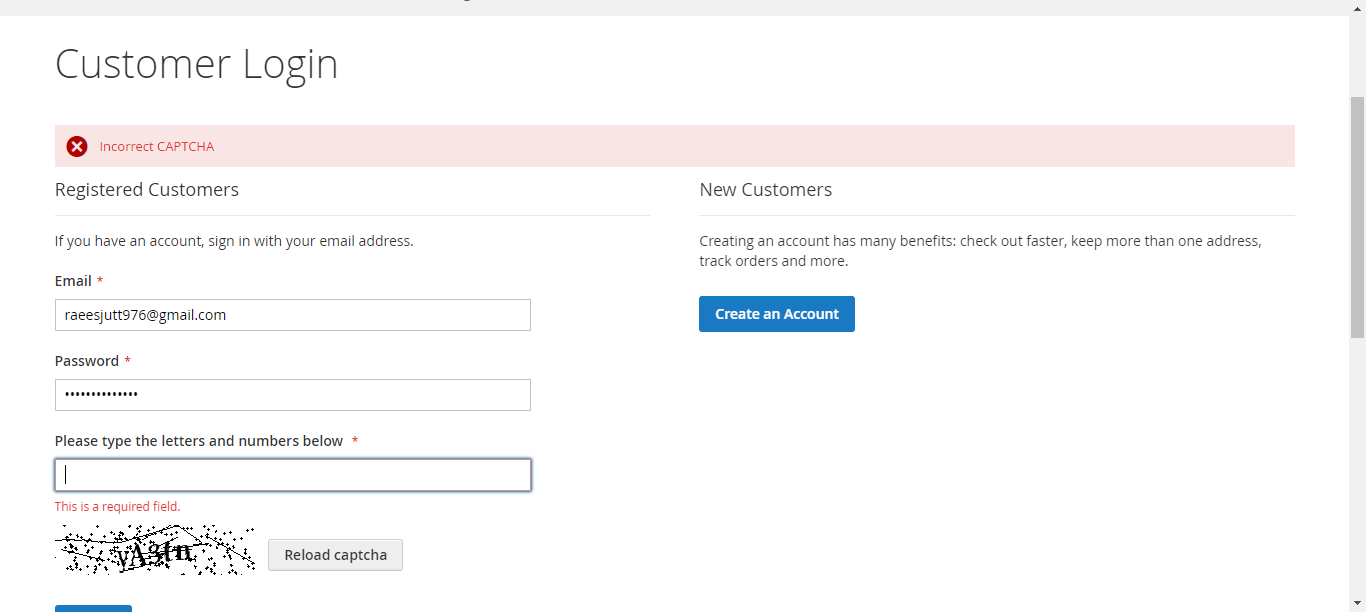 Customer Login
Incorrect CAPTCHA
Registered Customers
If you have an account, sign in with your email address.
Email *
raeesjutt976@gmail.com
Password *
••••••••••••••
Please type the letters and numbers below *
This is a required field.
Reload captcha
New Customers
Creating an account has many benefits: check out faster, keep more than one address,
track orders and more.
Create an Account